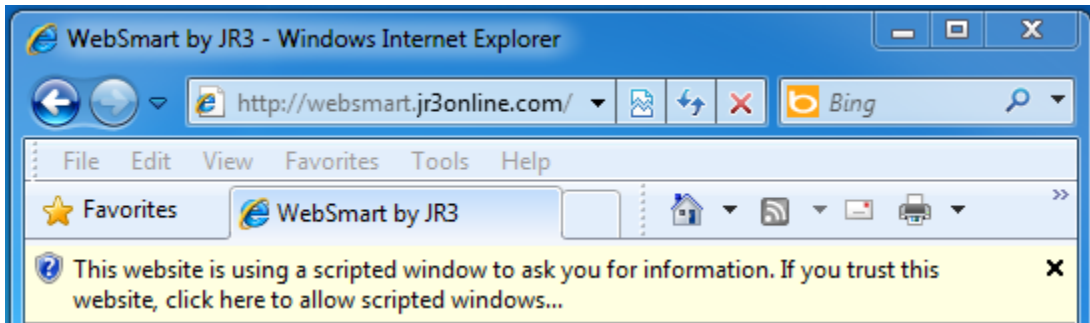 WebSmart by JR3 - Windows Internet Explorer
http://websmart.jr3online.com/
Bing
File Edit View Favorites Tools Help
Favorites
WebSmart by JR3
This website is using a scripted window to ask you for information. If you trust this
website, click here to allow scripted windows...